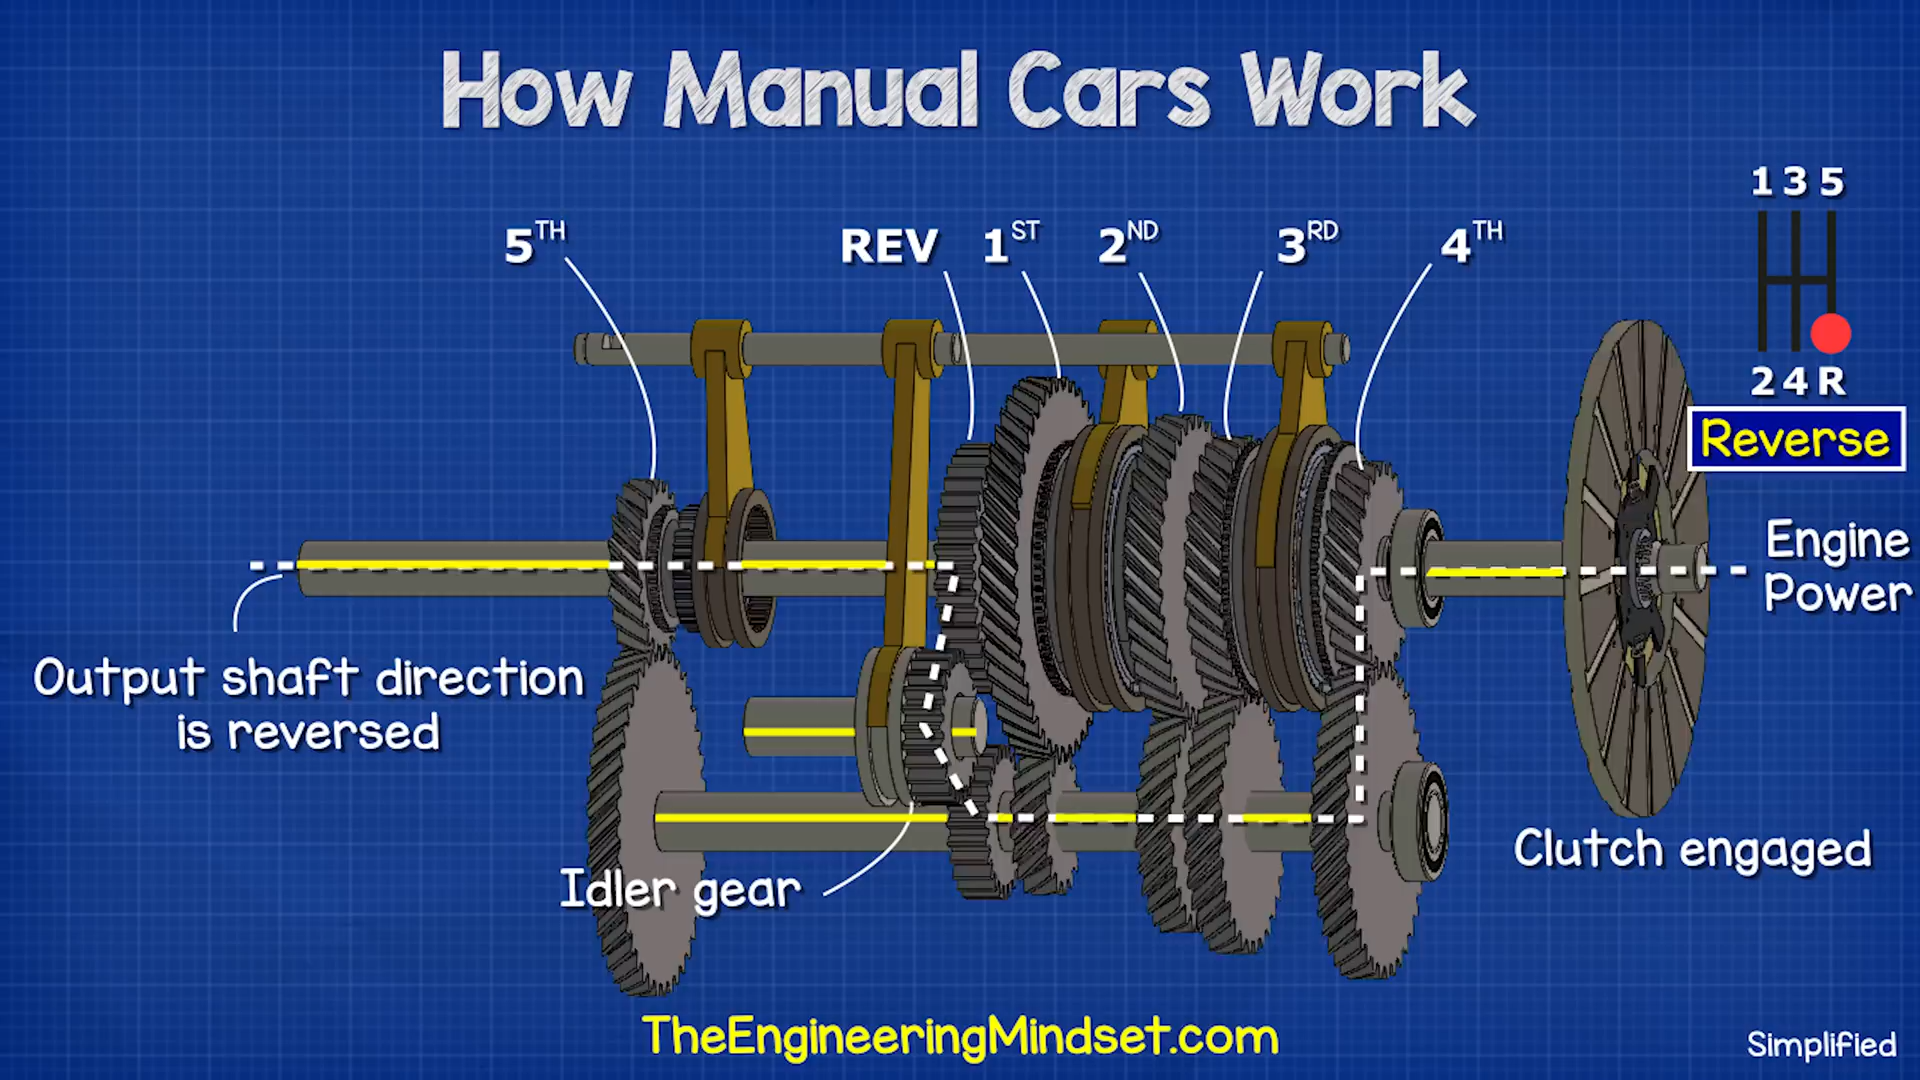 How Manual Cars Work
1 3 5
5TH
REV
1ST
2ND
3RD
4TH
2 4 R
Reverse
Engine
Power
Output shaft direction
is reversed
Clutch engaged
Idler gear
TheEngineeringMindset.com
Simplified